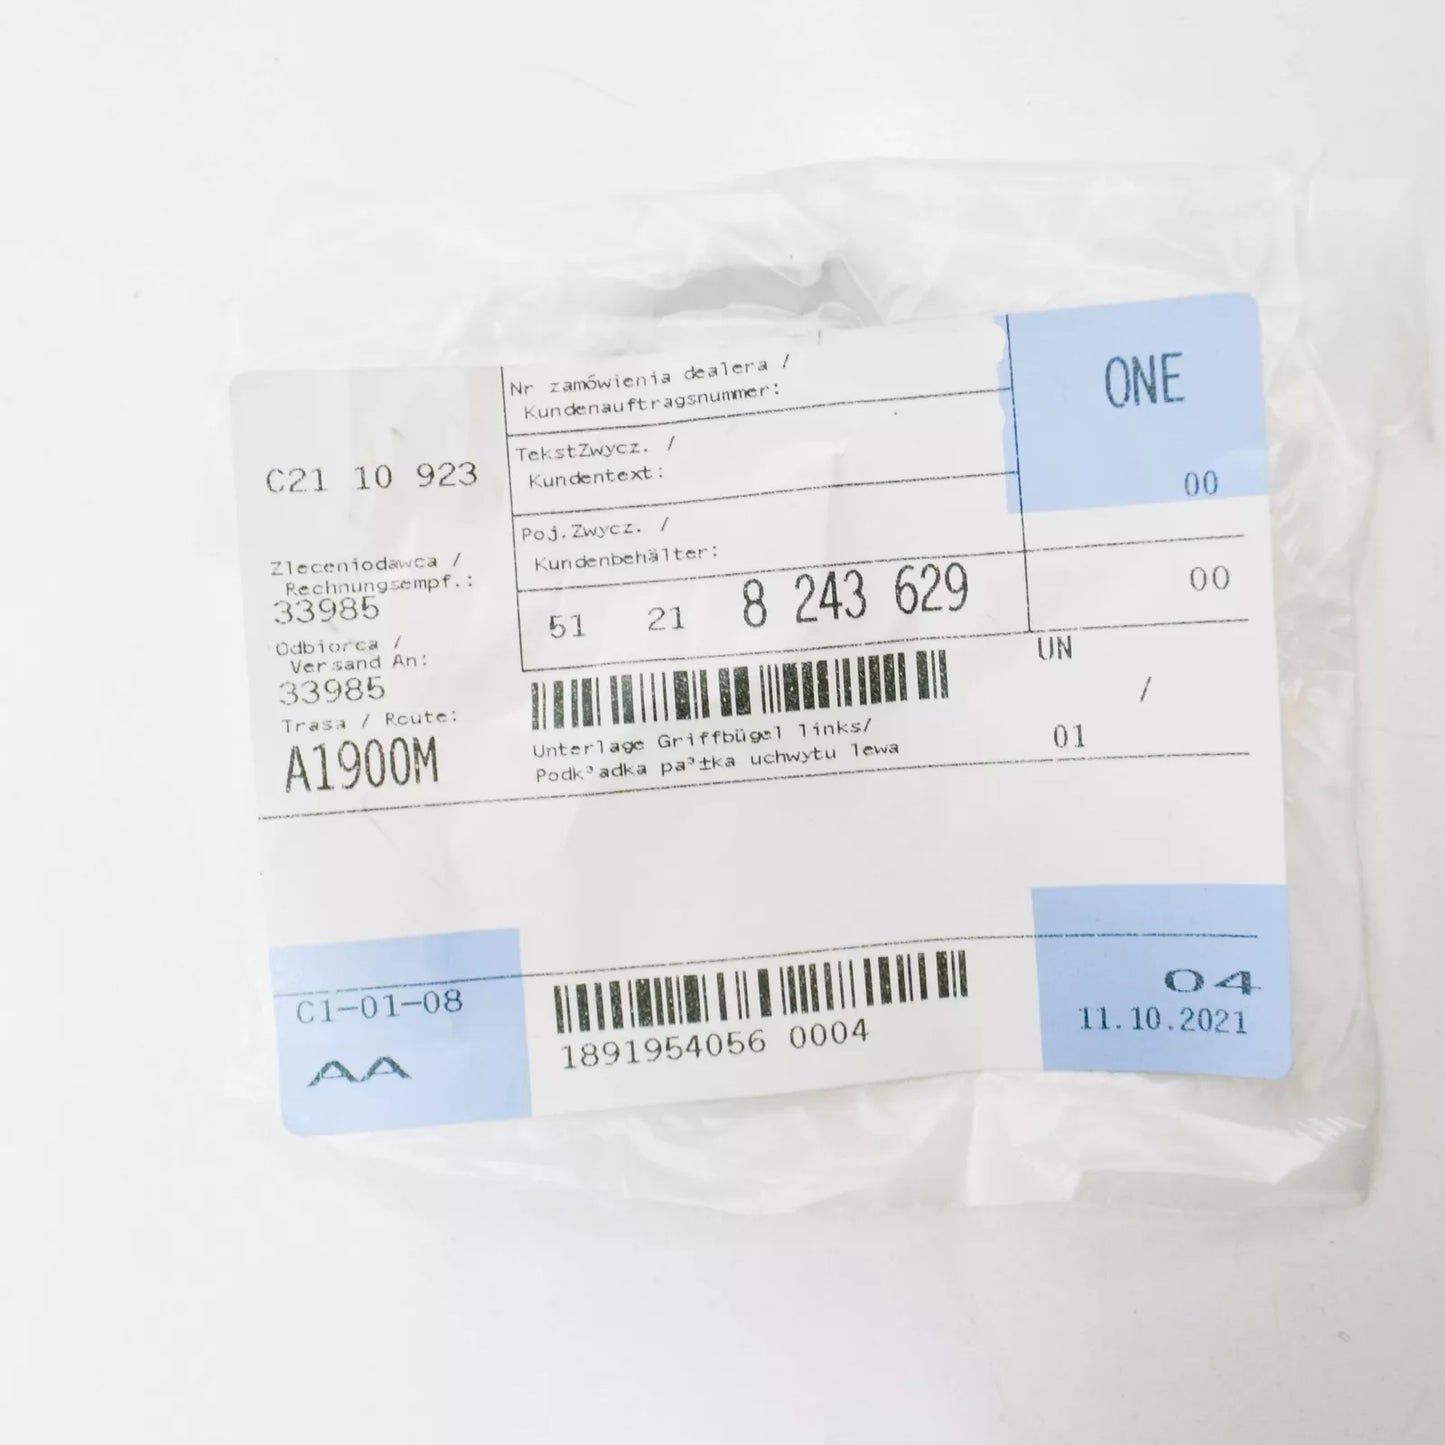 Nr zamówienia dealera /
Kundenauftragsnummer:
ONE
TekstZwycz. /
Kundentext:
C21 10 923
00
Poj.Zwycz. /
Kundenbehälter:
Zleceniodawca /
Rechnungsempf.:
33985
51 21 8 243 629
00
Odbiorca /
Versand An:
33985
UN
/
Trasa / Route:
A1900M
Unterlage Griffbügel links/
Podk³adka pa³±ka uchwytu lewa
01
C1-01-08
AA
1891954056 0004
04
11.10.2021